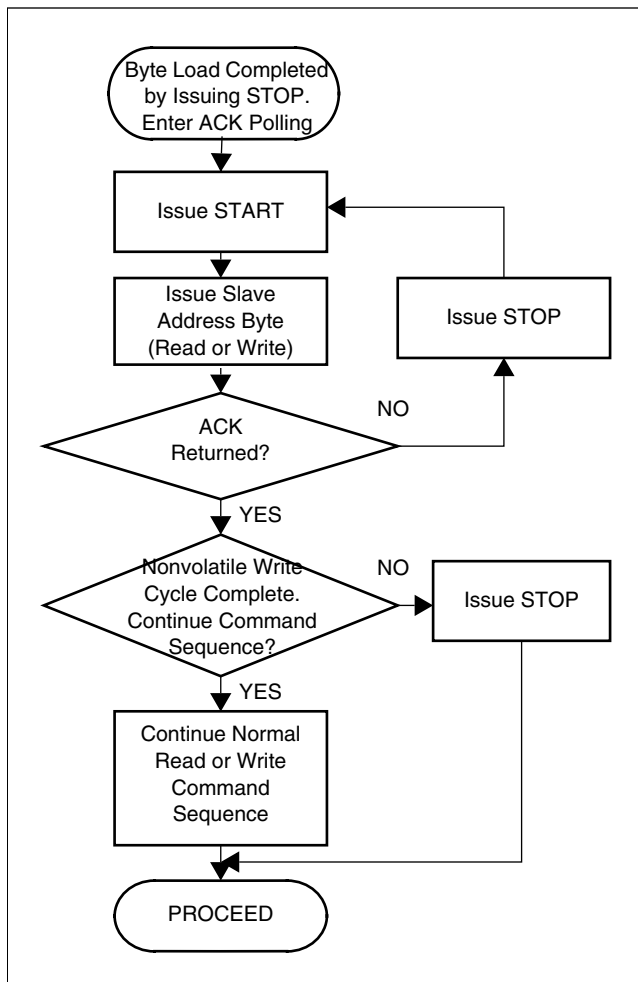 Byte Load Completed
by Issuing STOP.
Enter ACK Polling
Issue START
Issue Slave
Address Byte
(Read or Write)
Issue STOP
ACK
Returned?
NO
YES
Nonvolatile Write
Cycle Complete.
Continue Command
Sequence?
NO
Issue STOP
YES
Continue Normal
Read or Write
Command
Sequence
PROCEED